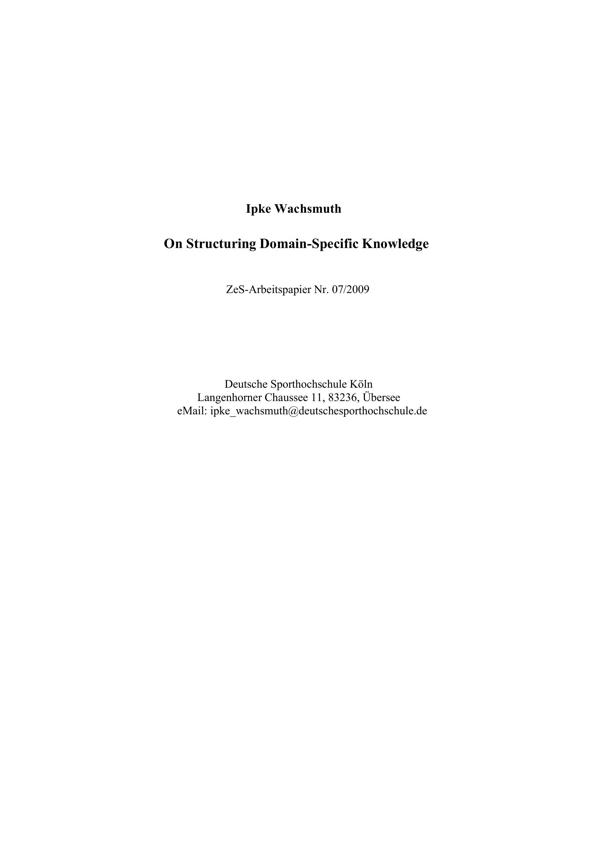 Ipke Wachsmuth
On Structuring Domain-Specific Knowledge
ZeS-Arbeitspapier Nr. 07/2009
Deutsche Sporthochschule Köln
Langenhorner Chaussee 11, 83236, Übersee
eMail: ipke_wachsmuth@deutschesporthochschule.de